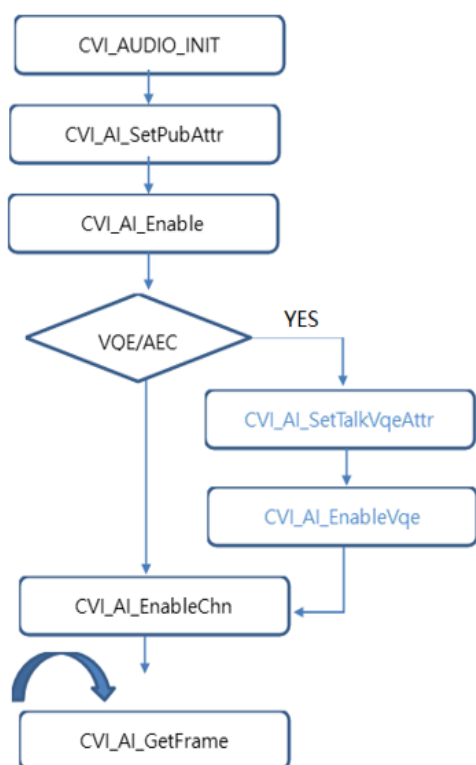 CVI_AUDIO_INIT
CVI_AI_SetPubAttr
CVI_AI_Enable
VQE/AEC
YES
CVI_AI_SetTalkVqeAttr
CVI_AI_EnableVqe
CVI_AI_EnableChn
CVI_AI_GetFrame